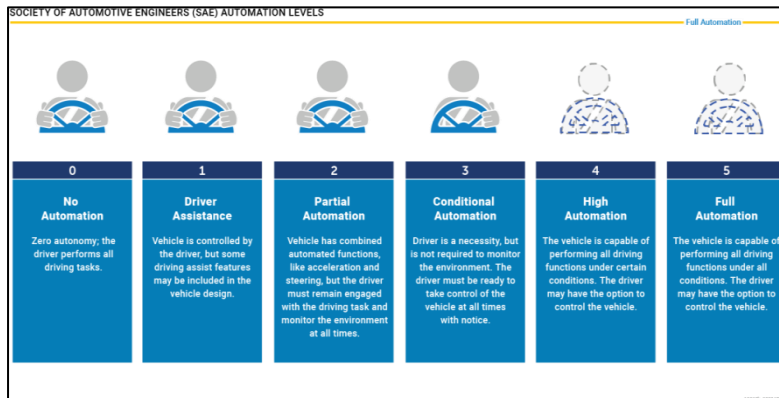 SOCIETY OF AUTOMOTIVE ENGINEERS (SAE) AUTOMATION LEVELS
Full Automation
0
No
Automation
Zero autonomy; the
driver performs all
driving tasks.
1
Driver
Assistance
Vehicle is controlled by
the driver, but some
driving assist features
may be included in the
vehicle design.
2
Partial
Automation
Vehicle has combined
automated functions,
like acceleration and
steering, but the driver
must remain engaged
with the driving task and
monitor the environment
at all times.
3
Conditional
Automation
Driver is a necessity, but
is not required to monitor
the environment. The
driver must be ready to
take control of the
vehicle at all times
with notice.
4
High
Automation
The vehicle is capable of
performing all driving
functions under certain
conditions. The driver
may have the option to
control the vehicle.
5
Full
Automation
The vehicle is capable of
performing all driving
functions under all
conditions. The driver
may have the option to
control the vehicle.